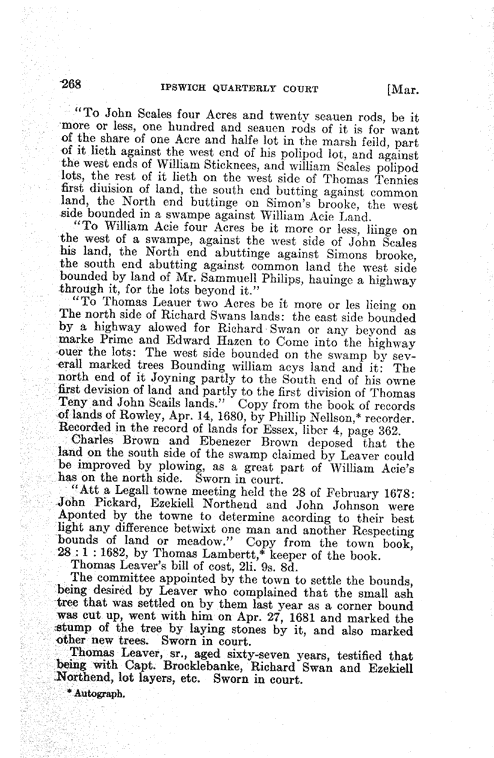 268 IPSWICH QUARTERLY COURT [Mar.
"To John Scales four Acres and twenty seauen rods, be it
more or less, one hundred and seauen rods of it is for want
of the share of one Acre and halfe lot in the marsh feild, part
of it lieth against the west end of his polipod lot, and against
the west ends of William Sticknees, and william Scales polipod
lots, the rest of it lieth on the west side of Thomas Tennies
first diuision of land, the south end butting against common
land, the North end buttinge on Simon's brooke, the west
side bounded in a swampe against William Acie Land.
"To William Acie four Acres be it more or less, liinge on
the west of a swampe, against the west side of John Scales
his land, the North end abuttinge against Simons brooke,
the south end abutting against common land the west side
bounded by land of Mr. Sammuell Philips, hauinge a highway
through it, for the lots beyond it."
"To Thomas Leauer two Acres be it more or les lieing on
The north side of Richard Swans lands: the east side bounded
by a highway alowed for Richard Swan or any beyond as
marke Prime and Edward Hazen to Come into the highway
ouer the lots: The west side bounded on the swamp by sev-
erall marked trees Bounding william acys land and it: The
north end of it Joyning partly to the South end of his owne
first devision of land and partly to the first division of Thomas
Teny and John Scails lands." Copy from the book of records
of lands of Rowley, Apr. 14, 1680, by Phillip Nellson,* recorder.
Recorded in the record of lands for Essex, liber 4, page 362.
Charles Brown and Ebenezer Brown deposed that the
land on the south side of the swamp claimed by Leaver could
be improved by plowing, as a great part of William Acie's
has on the north side. Sworn in court.
"Att a Legall towne meeting held the 28 of February 1678:
John Pickard, Ezekiell Northend and John Johnson were
Aponted by the towne to determine acording to their best
light any difference betwixt one man and another Respecting
bounds of land or meadow." Copy from the town book,
28 : 1 : 1682, by Thomas Lambertt,* keeper of the book.
Thomas Leaver's bill of cost, 2li. 9s. 8d.
The committee appointed by the town to settle the bounds,
being desired by Leaver who complained that the small ash
tree that was settled on by them last year as a corner bound
was cut up, went with him on Apr. 27, 1681 and marked the
stump of the tree by laying stones by it, and also marked
other new trees. Sworn in court.
Thomas Leaver, sr., aged sixty-seven years, testified that
being with Capt. Brocklebanke, Richard Swan and Ezekiell
Northend, lot layers, etc. Sworn in court.
* Autograph.